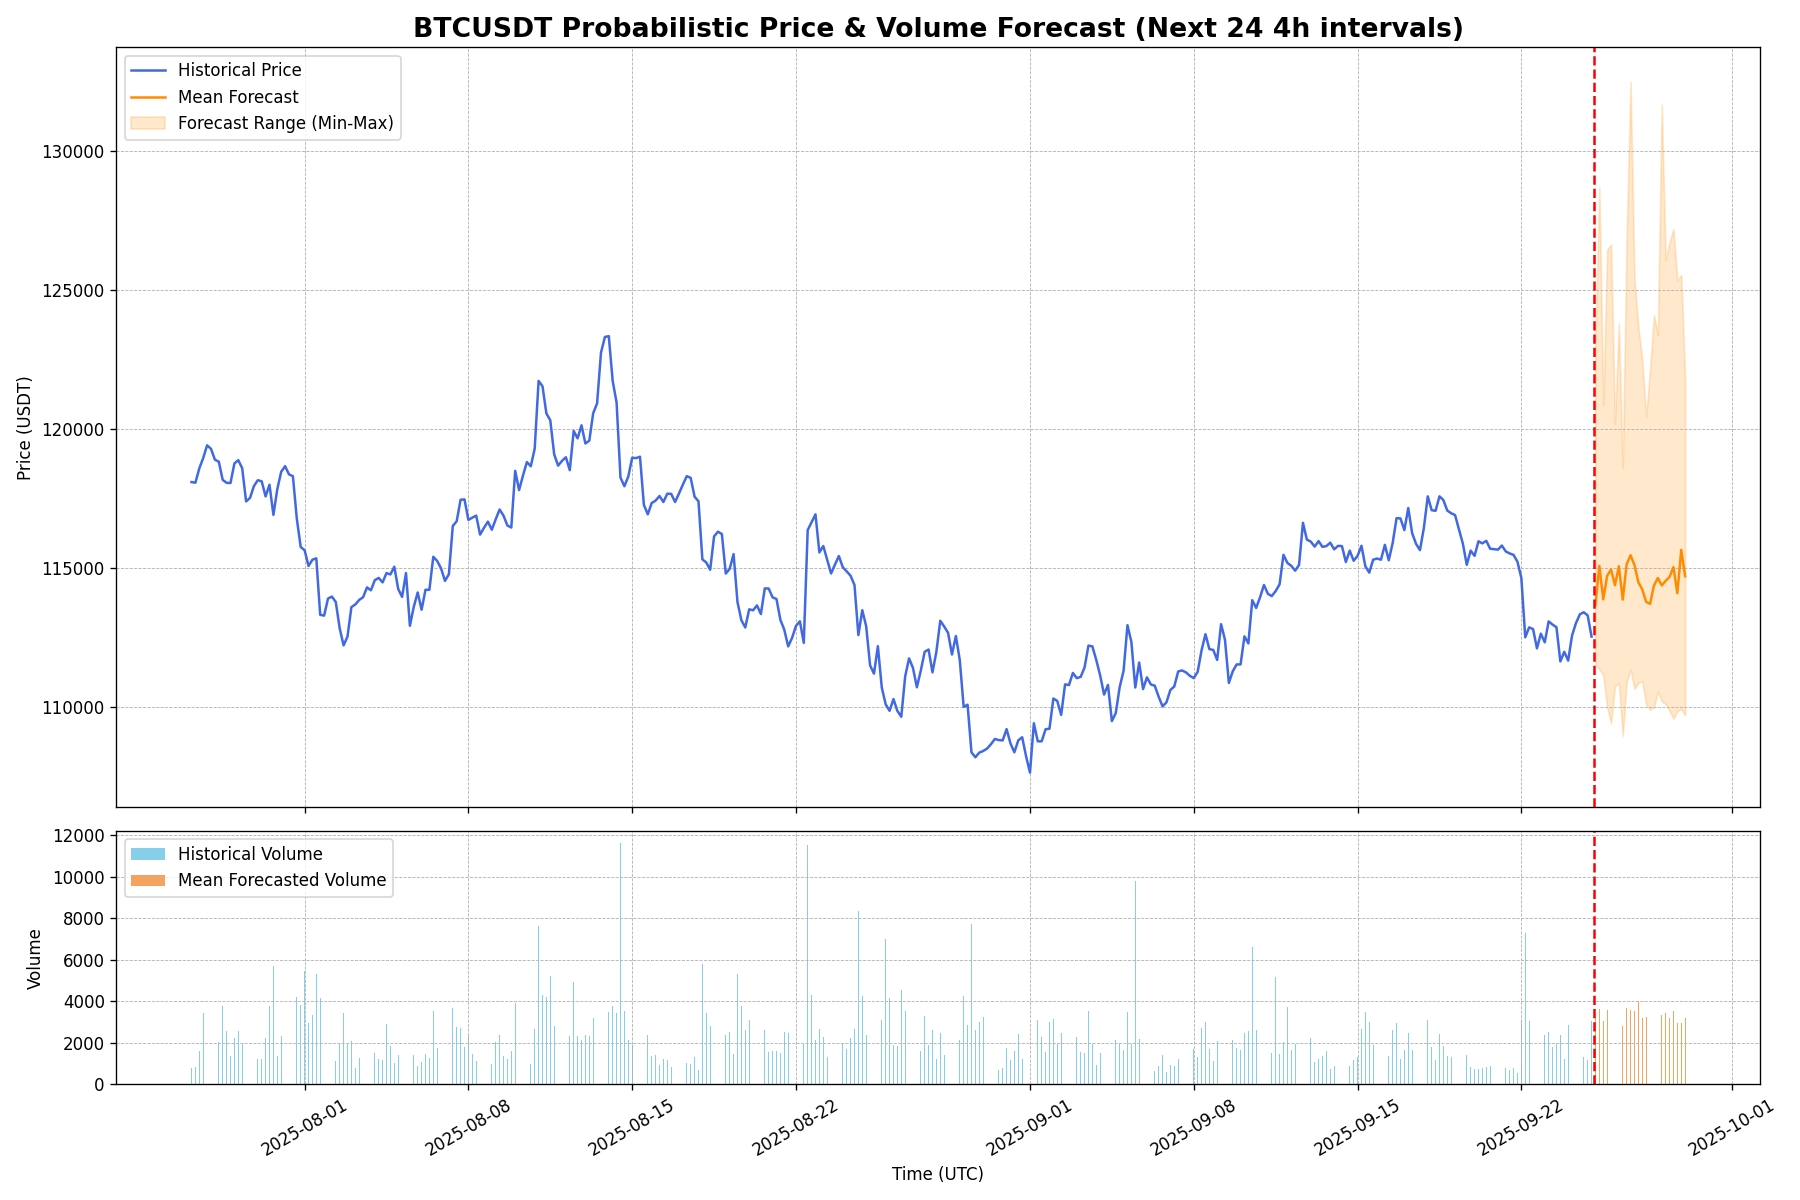 BTCUSDT Probabilistic Price & Volume Forecast (Next 24 4h intervals)
Historical Price
Mean Forecast
Forecast Range (Min-Max)
130000
125000
120000
115000
110000
Price (USDT)
Historical Volume
Mean Forecasted Volume
12000
10000
8000
6000
4000
2000
0
Volume
2025-08-01
2025-08-08
2025-08-15
2025-08-22
2025-09-01
2025-09-08
2025-09-15
2025-09-22
2025-10-01
Time (UTC)